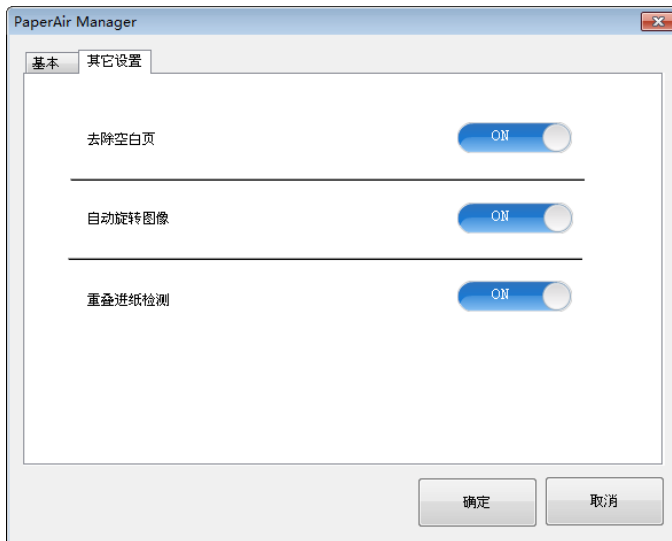 PaperAir Manager
基本 其它设置
去除空白页 ON
自动旋转图像 ON
重叠进纸检测 ON
确定 取消